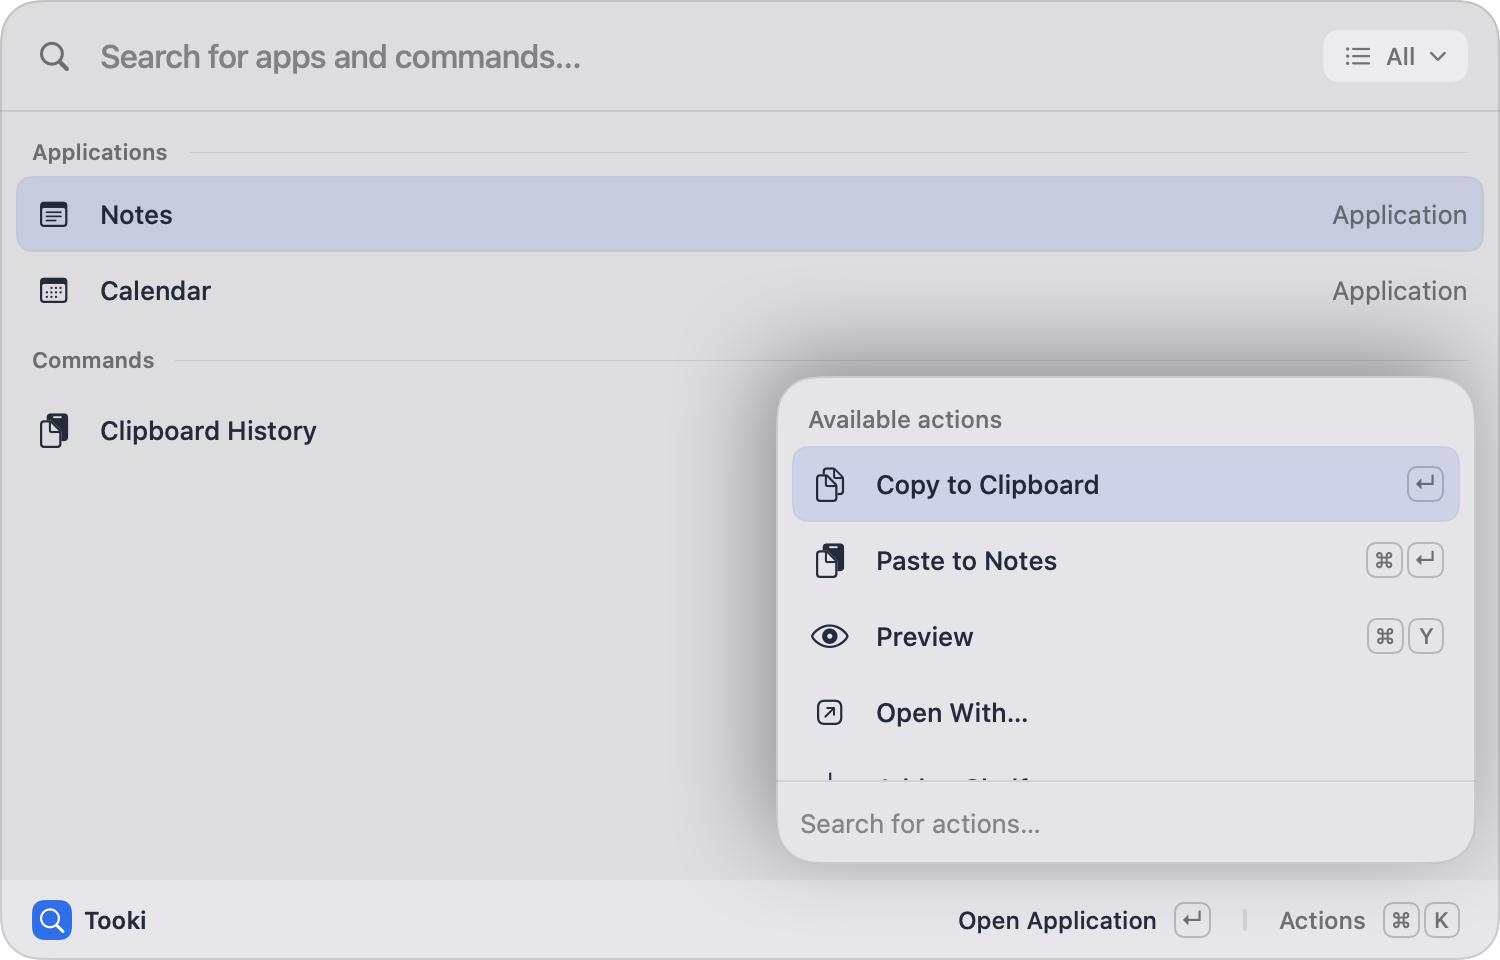 Search for apps and commands...
All
Applications
Notes
Application
Calendar
Application
Commands
Clipboard History
Available actions
Copy to Clipboard ↵
Paste to Notes ⌘ ↵
Preview ⌘ Y
Open With...
Search for actions...
Tooki
Open Application ↵
Actions ⌘ K